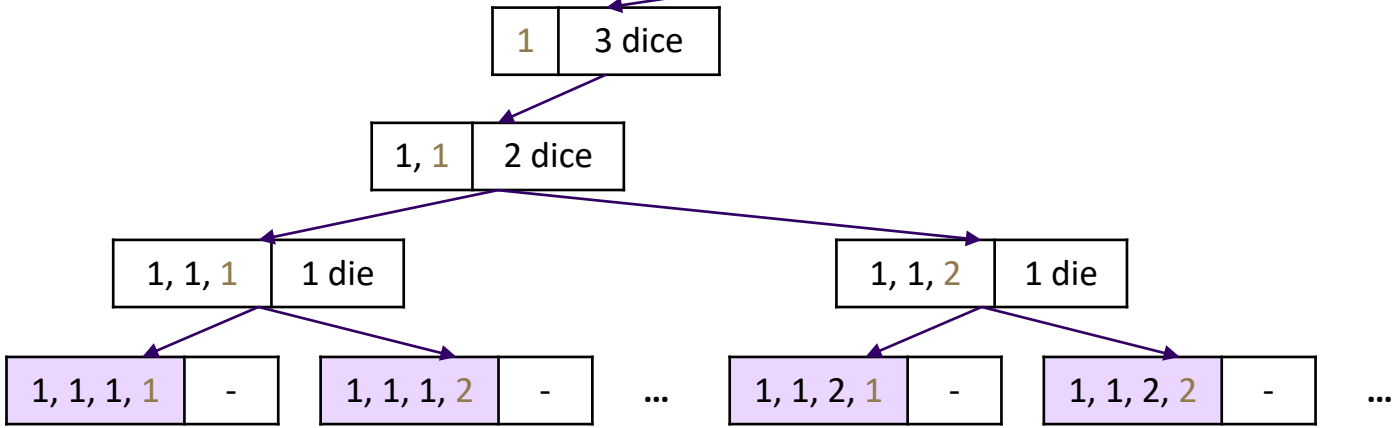 1 3 dice
1, 1 2 dice
1, 1, 1 1 die 1, 1, 2 1 die
1, 1, 1, 1 - 1, 1, 1, 2 - ... 1, 1, 2, 1 - 1, 1, 2, 2 - ...